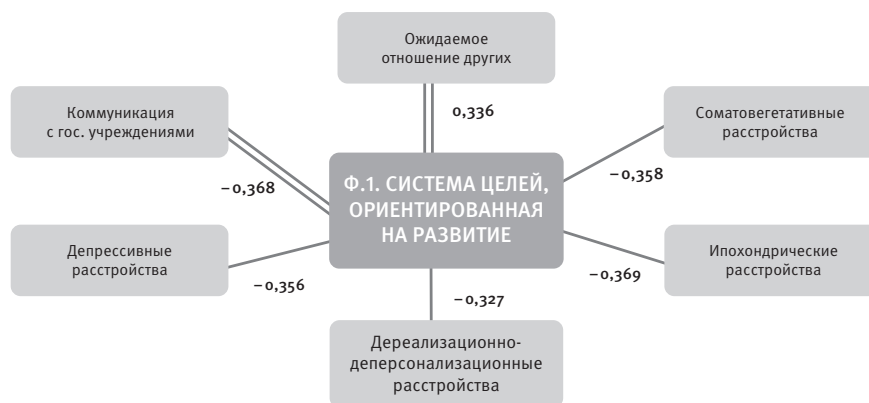 Ожидаемое
отношение других
Коммуникация
с гос. учреждениями
0,336
Соматовегетативные
расстройства
−0,368
Ф.1. СИСТЕМА ЦЕЛЕЙ,
ОРИЕНТИРОВАННАЯ
НА РАЗВИТИЕ
−0,358
Депрессивные
расстройства
Ипохондрические
расстройства
−0,356
−0,327
−0,369
Дереализационно-
деперсонализационные
расстройства